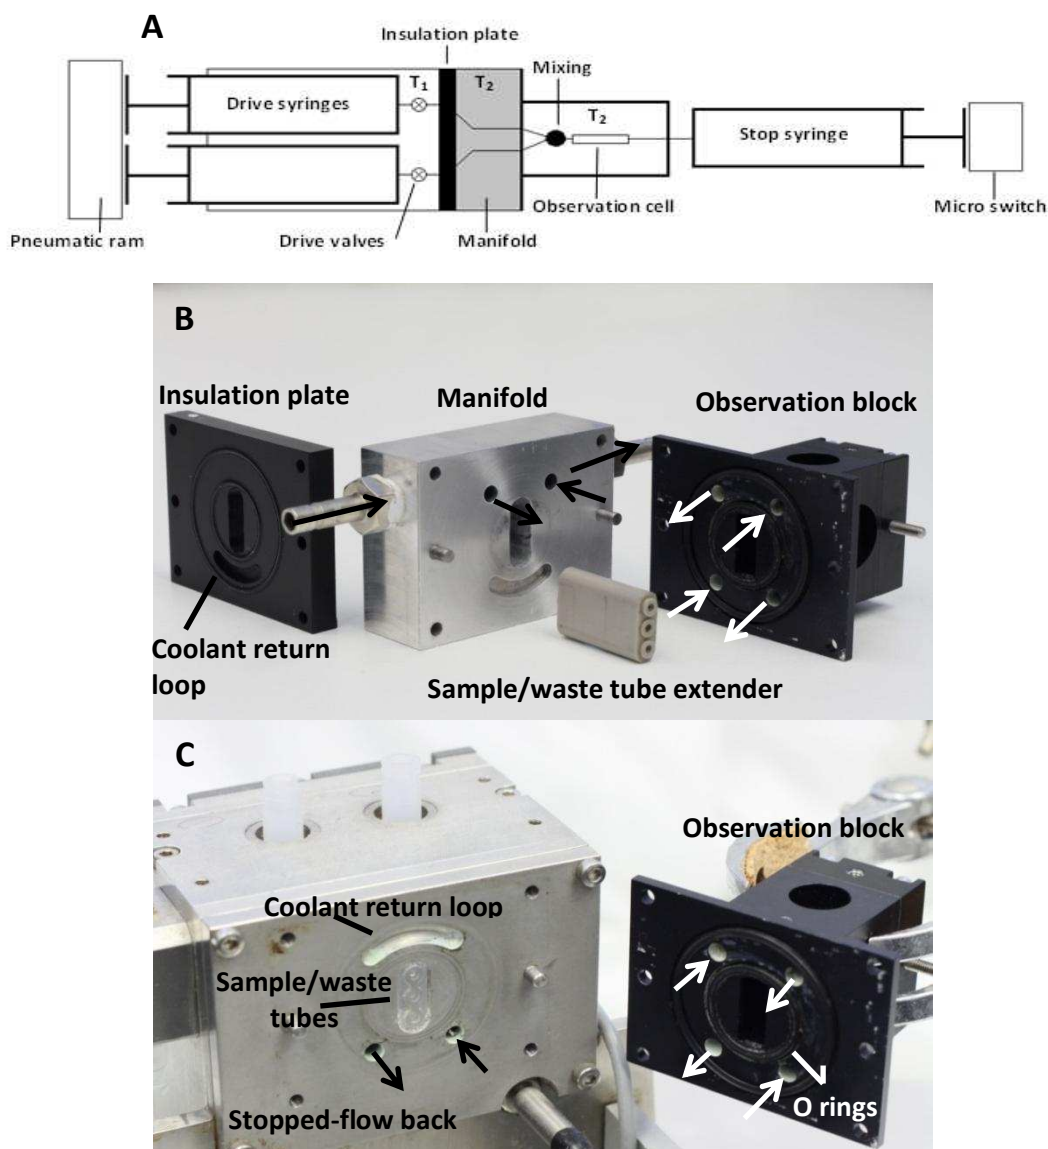 A
Insulation plate
Mixing
T1
T2
T2
Drive syringes
Stop syringe
Pneumatic ram
Drive valves
Manifold
Observation cell
Micro switch
B
Insulation plate
Manifold
Observation block
Coolant return
loop
Sample/waste tube extender
C
Observation block
Coolant return loop
Sample/waste
tubes
O rings
Stopped-flow back